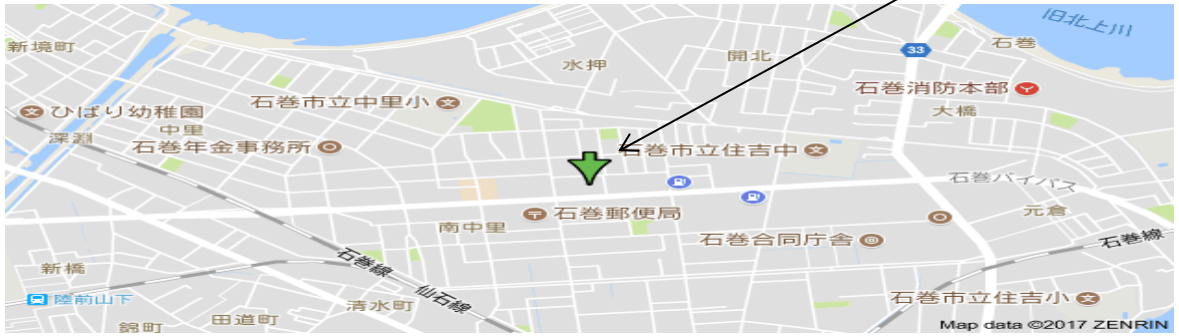 旧北上川
新境町
石巻
33
開北
水押
石巻消防本部
石巻市立中里小
ひばり幼稚園
大橋
中里
深淵
石巻年金事務所
石巻市立住吉中
石巻バイパス
石巻郵便局
元倉
南中里
石巻合同庁舎
石巻線
石巻線
新橋
仙石線
陸前山下
清水町
石巻市立住吉小
田道町
錦町
Map data ©2017 ZENRIN